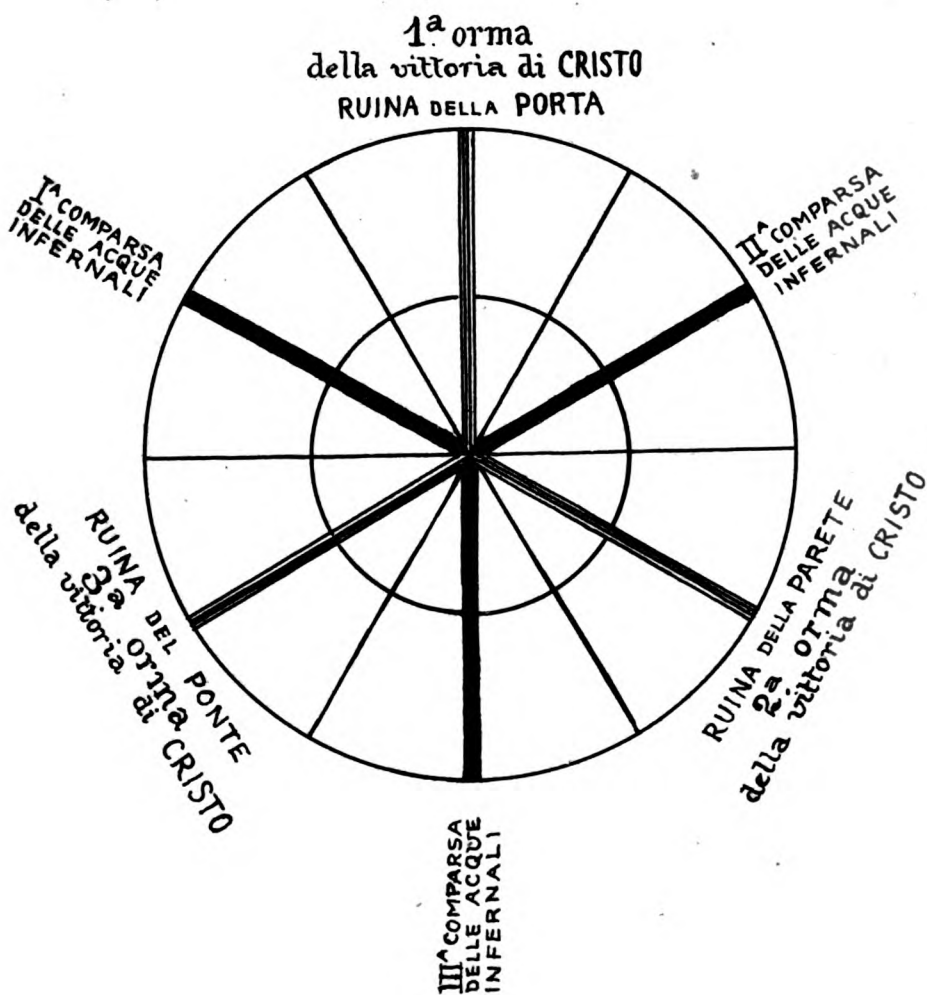 1ª orma
della vittoria di CRISTO
RUINA DELLA PORTA
Iᴬ COMPARSA
DELLE ACQUE
INFERNALI
IIᴬ COMPARSA
DELLE ACQUE
INFERNALI
RUINA DEL PONTE
3a orma
della vittoria di CRISTO
RUINA DELLA PARETE
2a orma
della vittoria di CRISTO
IIIᴬ COMPARSA
DELLE ACQUE
INFERNALI